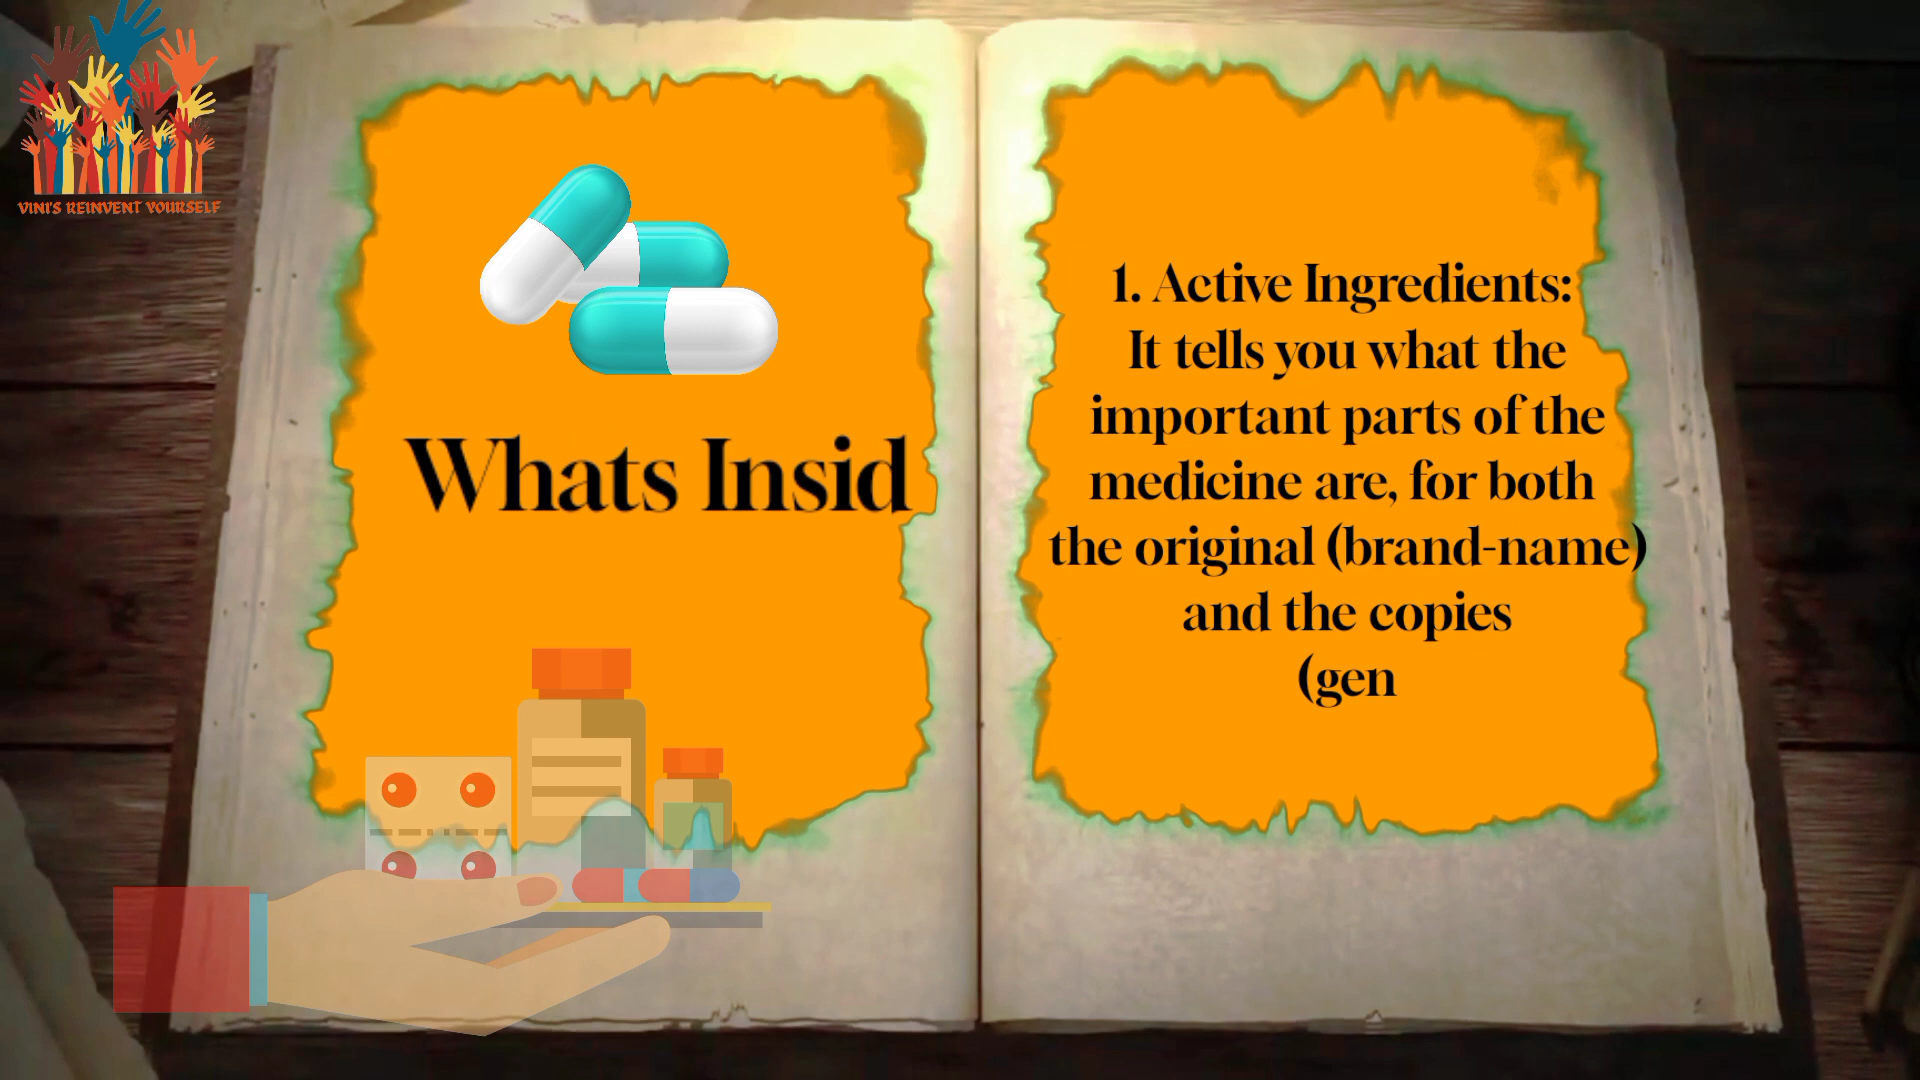 VINI'S REINVENT YOURSELF
Whats Insid
1. Active Ingredients:
It tells you what the
important parts of the
medicine are, for both
the original (brand-name)
and the copies
(gen